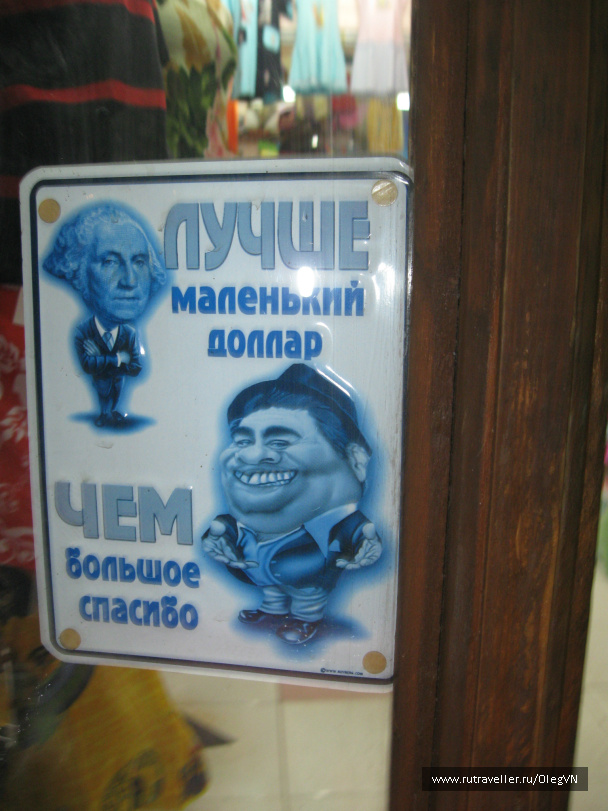 ЛУЧШЕ
маленький
доллар
ЧЕМ
большое
спасибо
www.rutraveller.ru/OlegVN